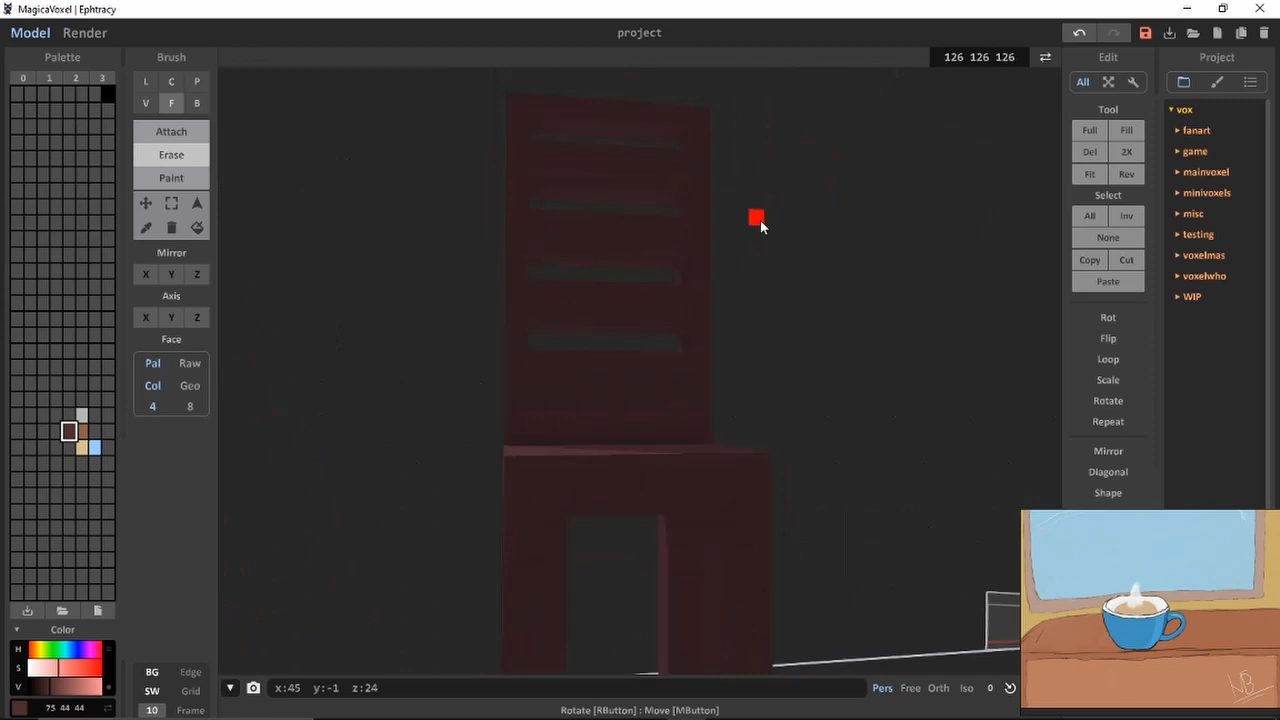 MagicaVoxel | Ephtracy
Model Render
project
Palette
0 1 2 3
Brush
L C P
V F B
Attach
Erase
Paint
Mirror
X Y Z
Axis
X Y Z
Face
Pal Raw
Col Geo
4 8
Color
H
S
V
75 44 44
BG Edge
SW Grid
10 Frame
126 126 126
x:45 y:-1 z:24
Pers Free Orth Iso 0
Rotate [RButton] : Move [MButton]
Edit
All
Tool
Full Fill
Del 2X
Fit Rev
Select
All Inv
None
Copy Cut
Paste
Rot
Flip
Loop
Scale
Rotate
Repeat
Mirror
Diagonal
Shape
Project
vox
fanart
game
mainvoxel
minivoxels
misc
testing
voxelmas
voxelwho
WIP
NB